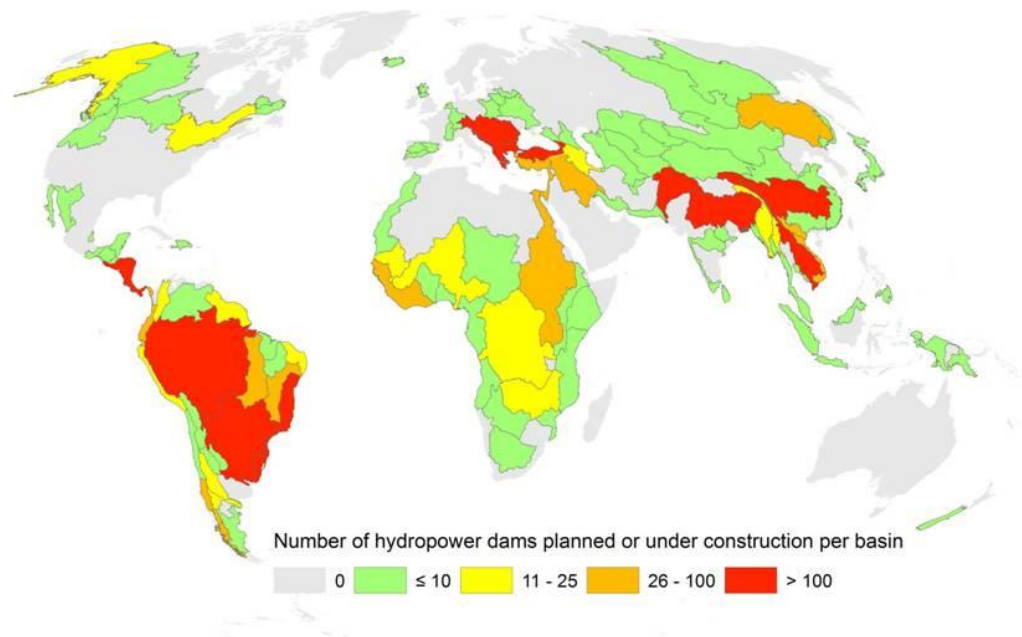 Number of hydropower dams planned or under construction per basin
0 ≤ 10 11 - 25 26 - 100 > 100